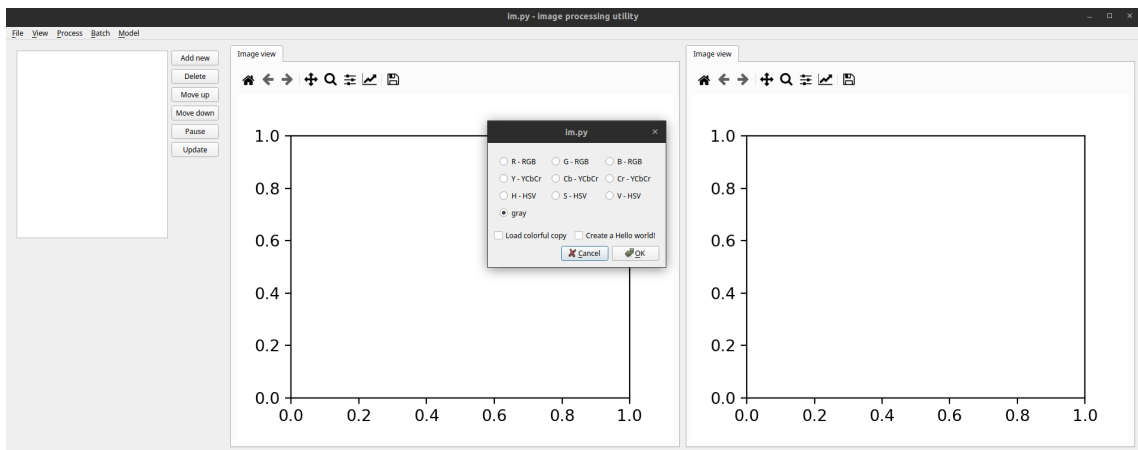 im.py - image processing utility
File View Process Batch Model
Add new
Delete
Move up
Move down
Pause
Update
Image view
1.0
0.8
0.6
0.4
0.2
0.0
0.0 0.2 0.4 0.6 0.8 1.0
im.py
R - RGB G - RGB B - RGB
Y - YCbCr Cb - YCbCr Cr - YCbCr
H - HSV S - HSV V - HSV
gray
Load colorful copy Create a Hello world!
Cancel OK
Image view
1.0
0.8
0.6
0.4
0.2
0.0
0.0 0.2 0.4 0.6 0.8 1.0